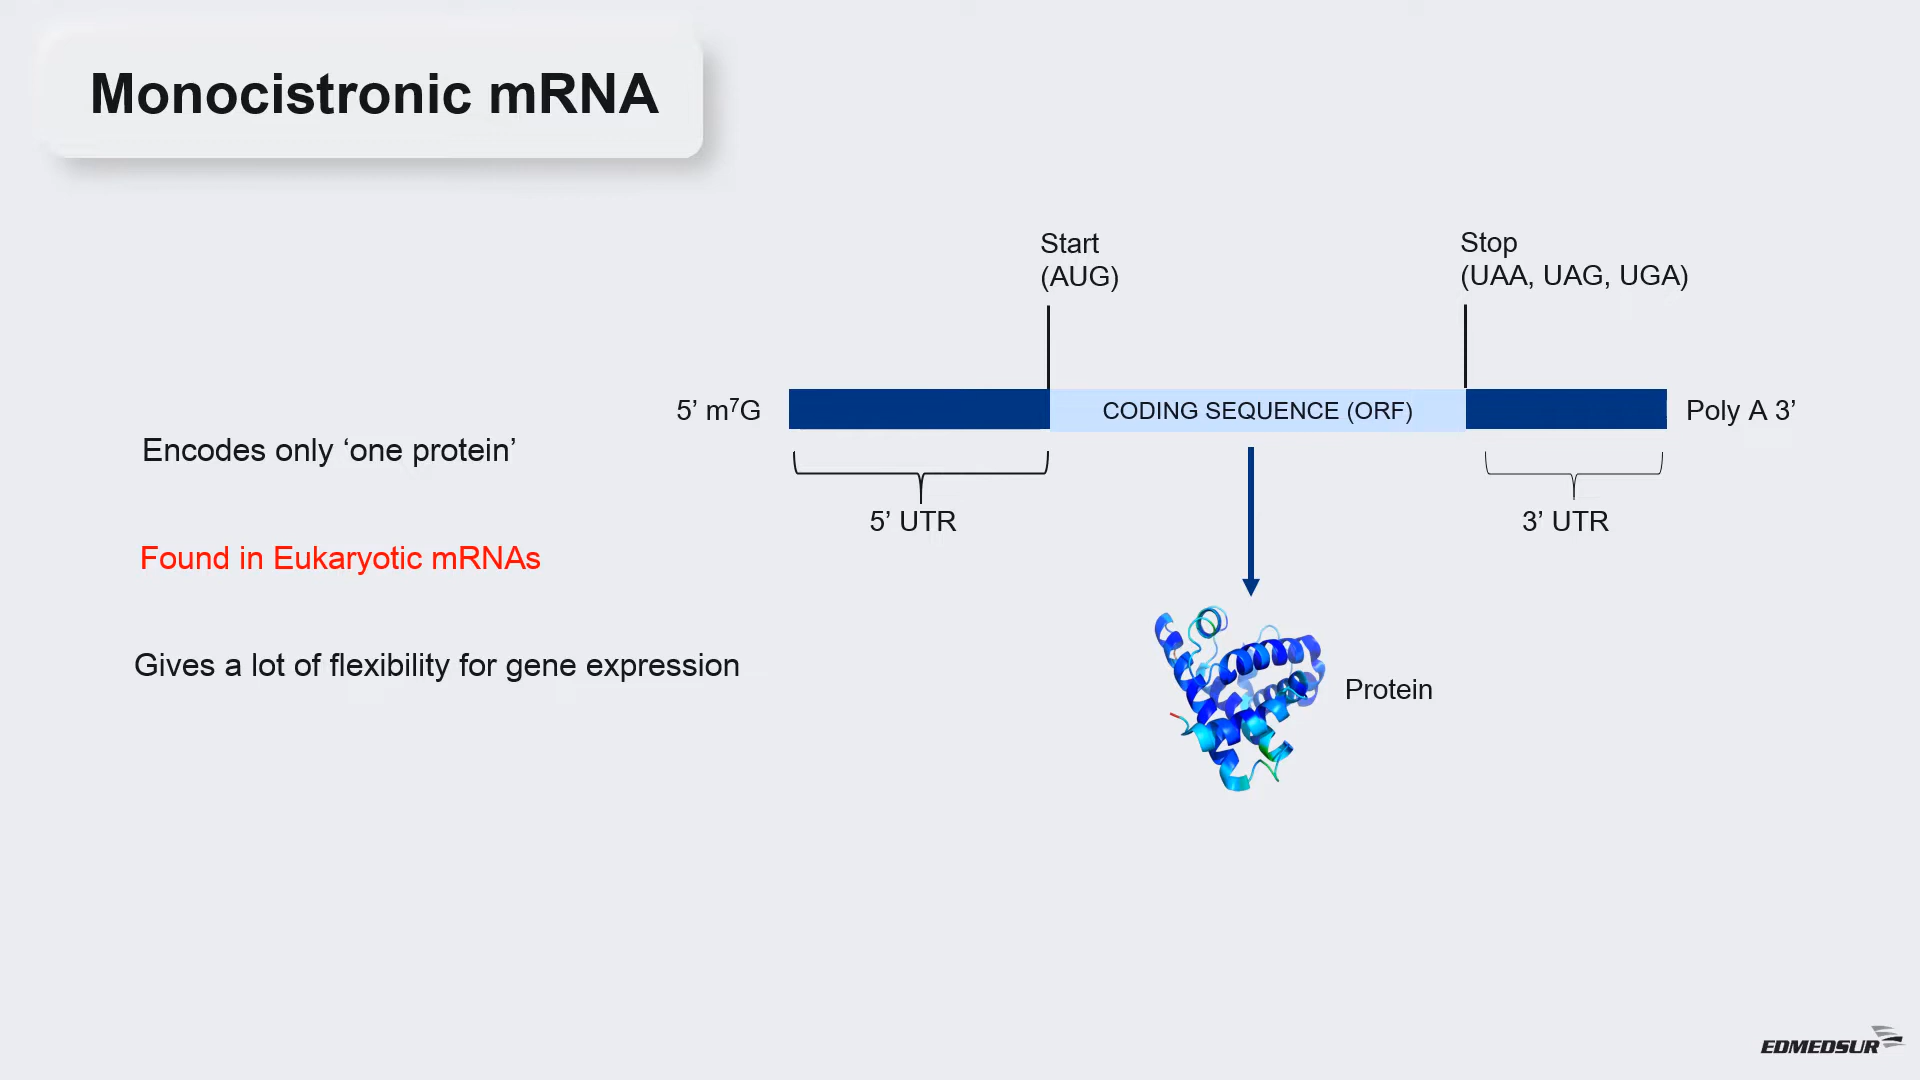 Monocistronic mRNA
Start
(AUG)
Stop
(UAA, UAG, UGA)
5’ m⁷G
CODING SEQUENCE (ORF)
Poly A 3’
Encodes only ‘one protein’
5’ UTR
3’ UTR
Found in Eukaryotic mRNAs
Gives a lot of flexibility for gene expression
Protein
EDMEDSUR